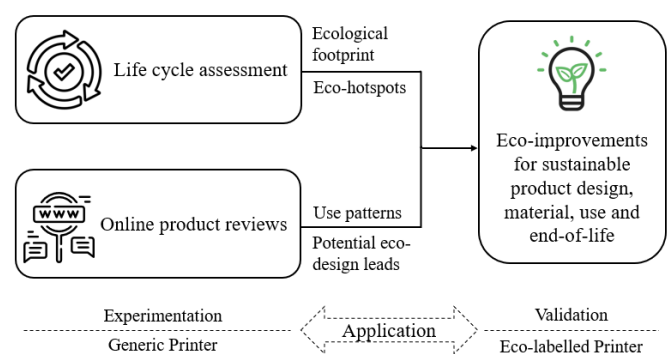 Life cycle assessment
Ecological
footprint
Eco-hotspots
WWW
Online product reviews
Use patterns
Potential eco-
design leads
Eco-improvements
for sustainable
product design,
material, use and
end-of-life
Experimentation
Generic Printer
Application
Validation
Eco-labelled Printer